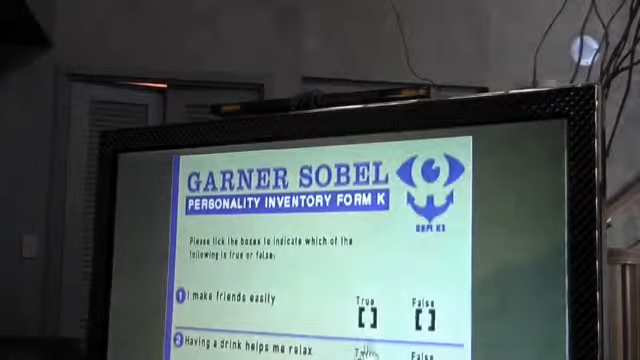 GARNER SOBEL
PERSONALITY INVENTORY FORM K
Please tick the boxes to indicate which of the
following is true or false:
1 I make friends easily
True False
[ ] [ ]
2 Having a drink helps me relax
False